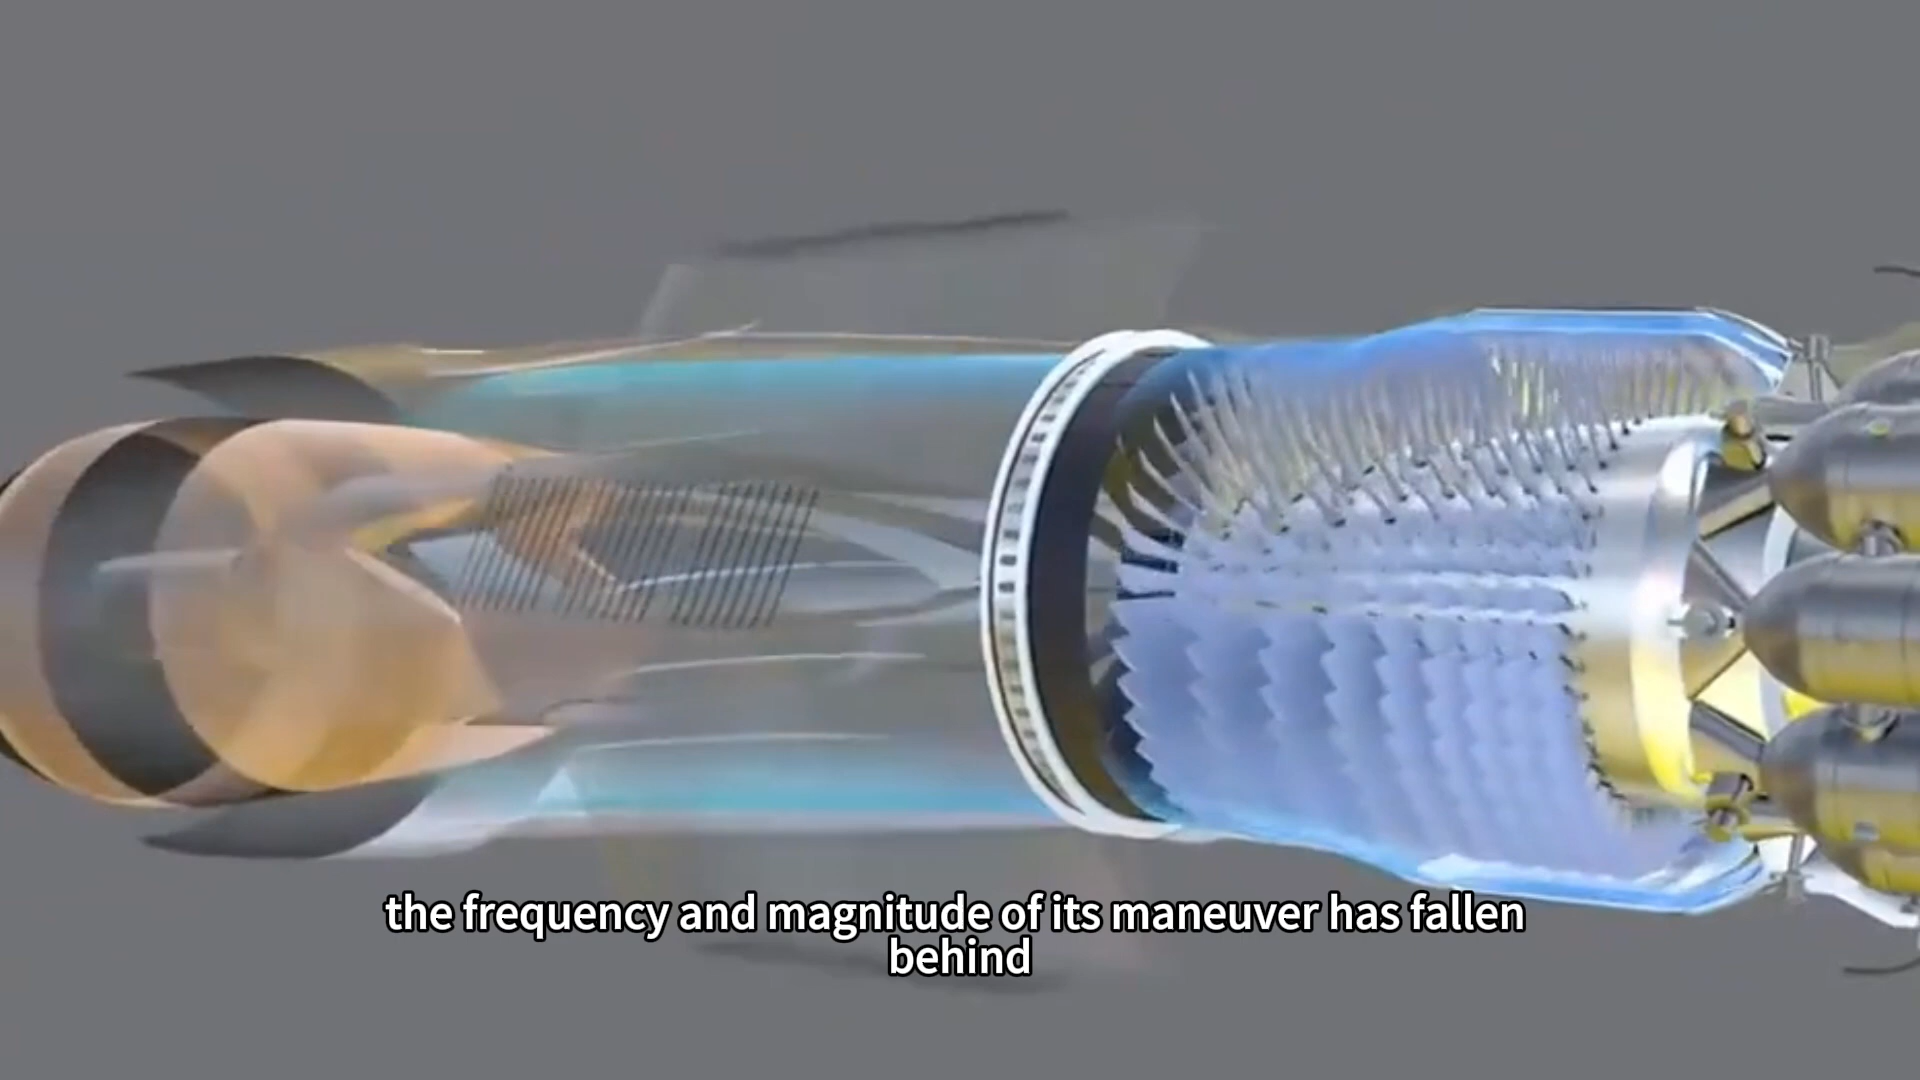 the frequency and magnitude of its maneuver has fallen
behind